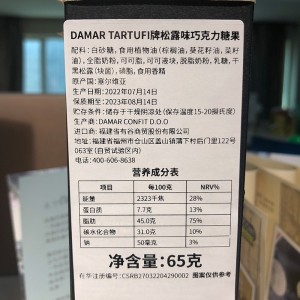 DAMAR TARTUFI牌松露味巧克力糖果
配料：白砂糖，食用植物油(棕榈油，葵花籽油，菜籽油)，全脂奶粉，可可脂，可可液块，脱脂奶粉，乳糖，干黑松露(块菌)，磷脂，食用香精
原产国：塞尔维亚
生产日期：2022年07月14日
保质期至：2023年08月14日
贮存条件：储存于干燥阴凉处(保存温度15-20摄氏度)
生产商：DAMAR CONFIT D.O.O
进口商：福建省有谷商贸股份有限公司
地址：福建省福州市仓山区盖山镇蒲下村后门里122号
063室(自贸试验区内)
电话：400-606-8638
营养成分表
项目 每100克 NRV%
能量 2323千焦 28%
蛋白质 7.7克 13%
脂肪 45.0克 75%
碳水化合物 31.0克 10%
钠 50毫克 3%
净含量：65克
在华注册编号：CSRB27032204290002 图案仅供参考